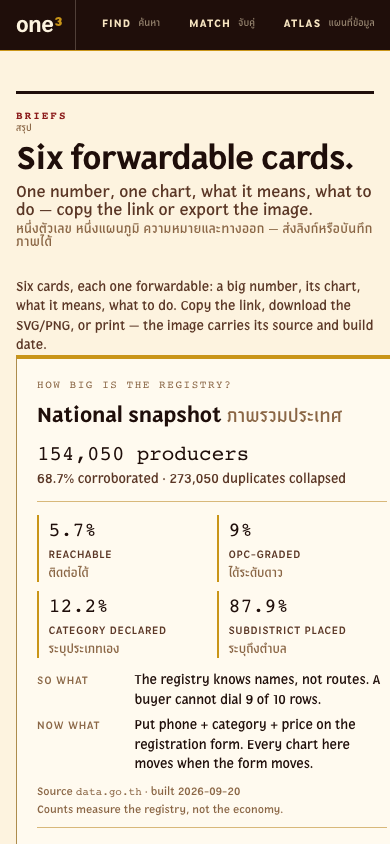 one³
FIND ค้นหา MATCH จับคู่ ATLAS แผนที่ข้อมูล
BRIEFS
สรุป
Six forwardable cards.
One number, one chart, what it means, what to
do — copy the link or export the image.
หนึ่งตัวเลข หนึ่งแผนภูมิ ความหมายและทางออก — ส่งลิงก์หรือบันทึก
ภาพได้
Six cards, each one forwardable: a big number, its chart,
what it means, what to do. Copy the link, download the
SVG/PNG, or print — the image carries its source and build
date.
HOW BIG IS THE REGISTRY?
National snapshot ภาพรวมประเทศ
154,050 producers
68.7% corroborated · 273,050 duplicates collapsed
5.7%
REACHABLE
ติดต่อได้
9%
OPC-GRADED
ได้ระดับดาว
12.2%
CATEGORY DECLARED
ระบุประเภทเอง
87.9%
SUBDISTRICT PLACED
ระบุถึงตำบล
SO WHAT
The registry knows names, not routes. A
buyer cannot dial 9 of 10 rows.
NOW WHAT
Put phone + category + price on the
registration form. Every chart here
moves when the form moves.
Source data.go.th · built 2026-09-20
Counts measure the registry, not the economy.